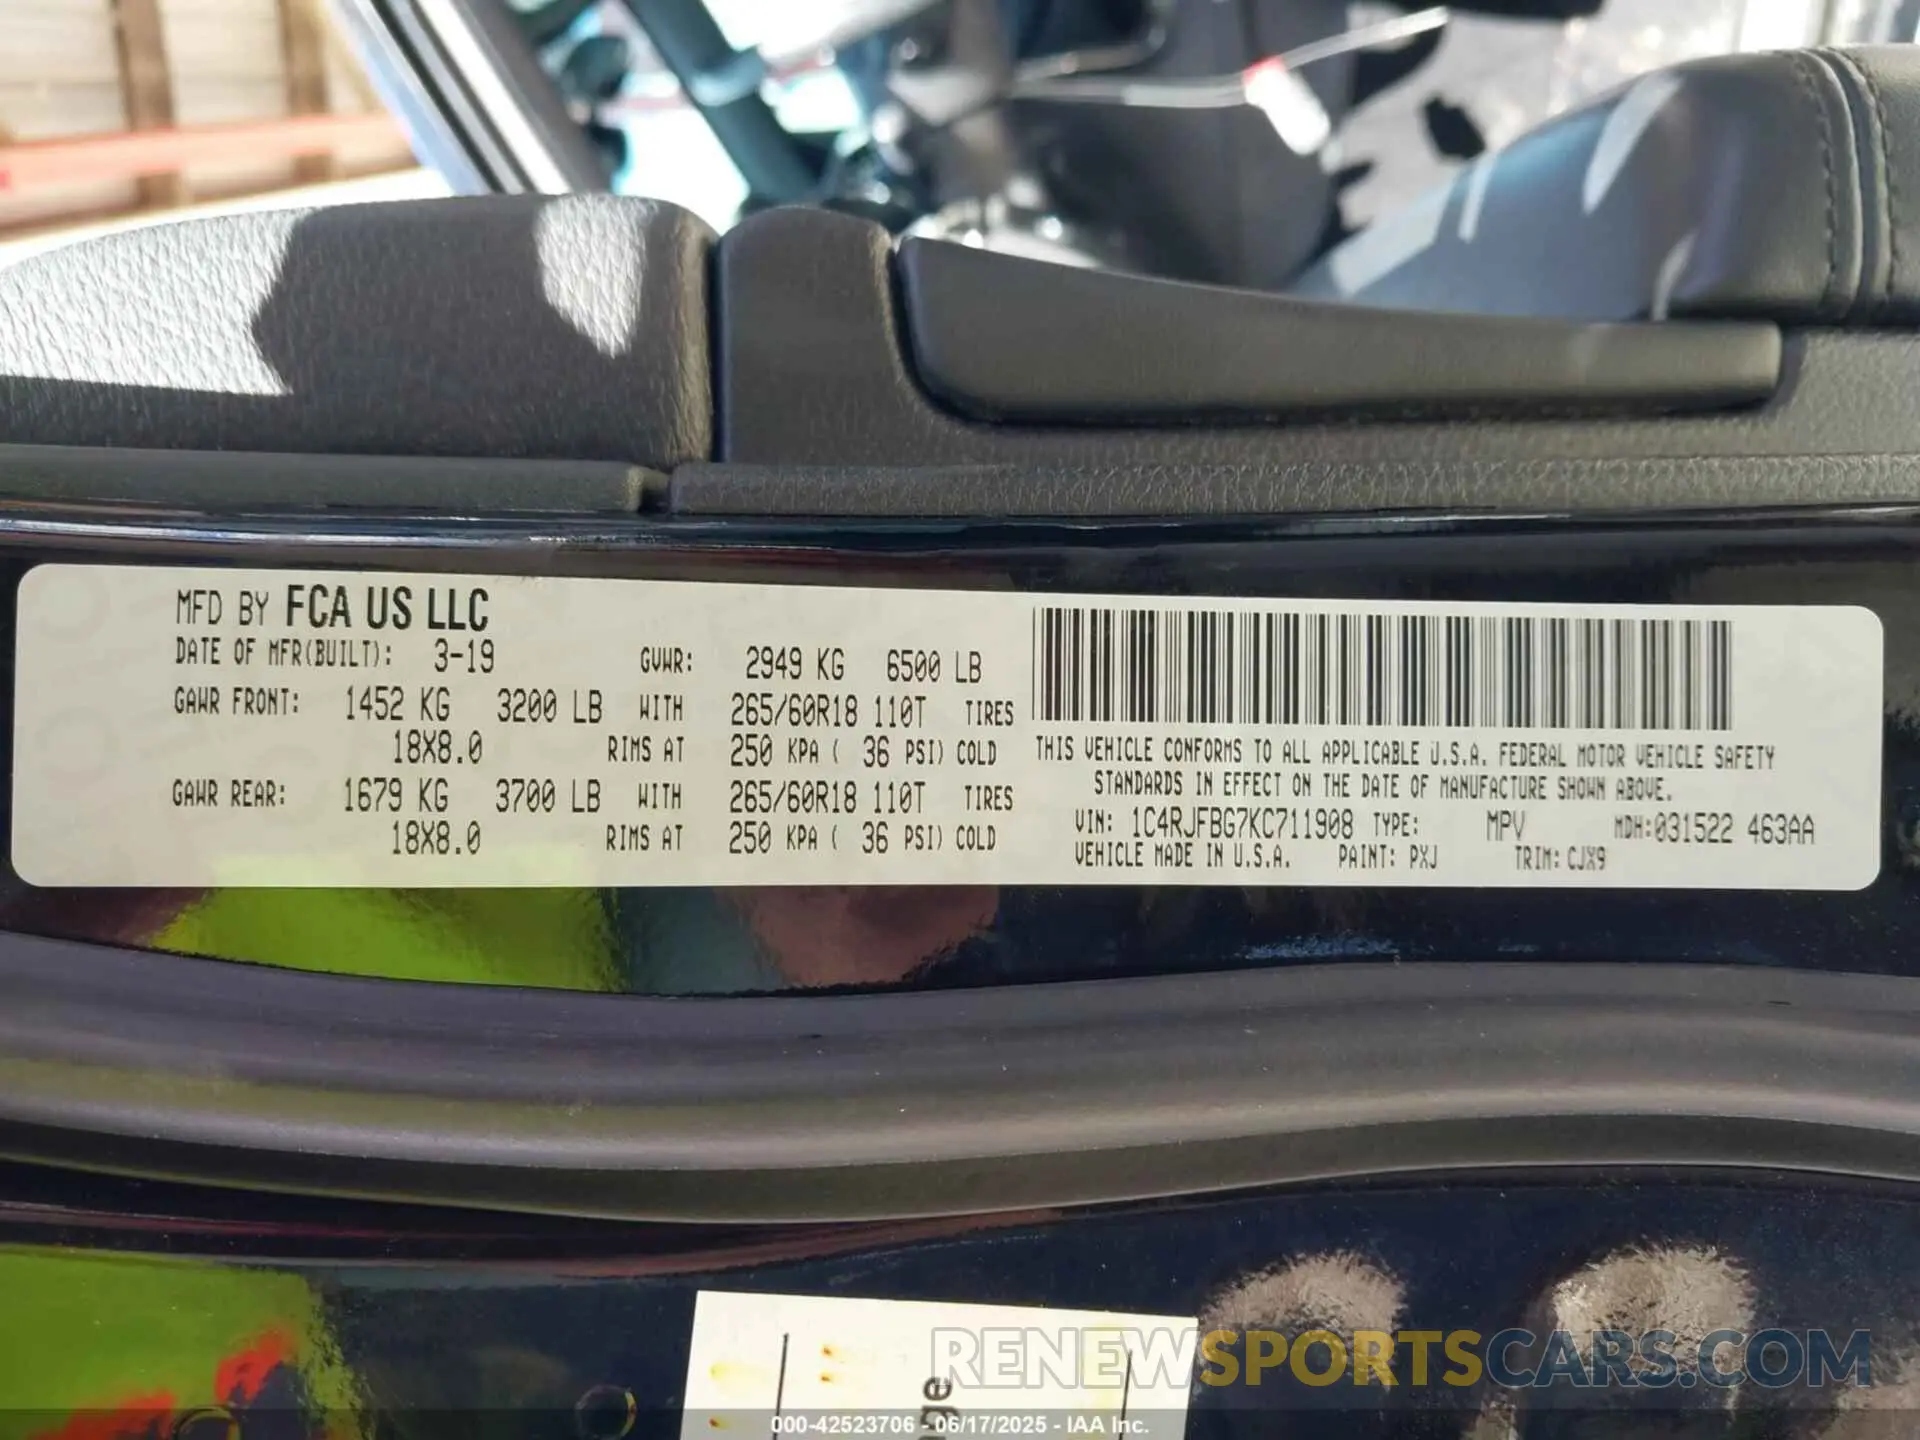 MFD BY FCA US LLC
DATE OF MFR(BUILT): 3-19 GVWR: 2949 KG 6500 LB
GAWR FRONT: 1452 KG 3200 LB WITH 265/60R18 110T TIRES
18X8.0 RIMS AT 250 KPA ( 36 PSI) COLD
GAWR REAR: 1679 KG 3700 LB WITH 265/60R18 110T TIRES
18X8.0 RIMS AT 250 KPA ( 36 PSI) COLD
THIS VEHICLE CONFORMS TO ALL APPLICABLE U.S.A. FEDERAL MOTOR VEHICLE SAFETY
STANDARDS IN EFFECT ON THE DATE OF MANUFACTURE SHOWN ABOVE.
VIN: 1C4RJFBG7KC711908 TYPE: MPV MDH:031522 463AA
VEHICLE MADE IN U.S.A. PAINT: PXJ TRIM: CJX9
RENEWSPORTSCARS.COM
000-42523706 - 06/17/2025 - IAA Inc.